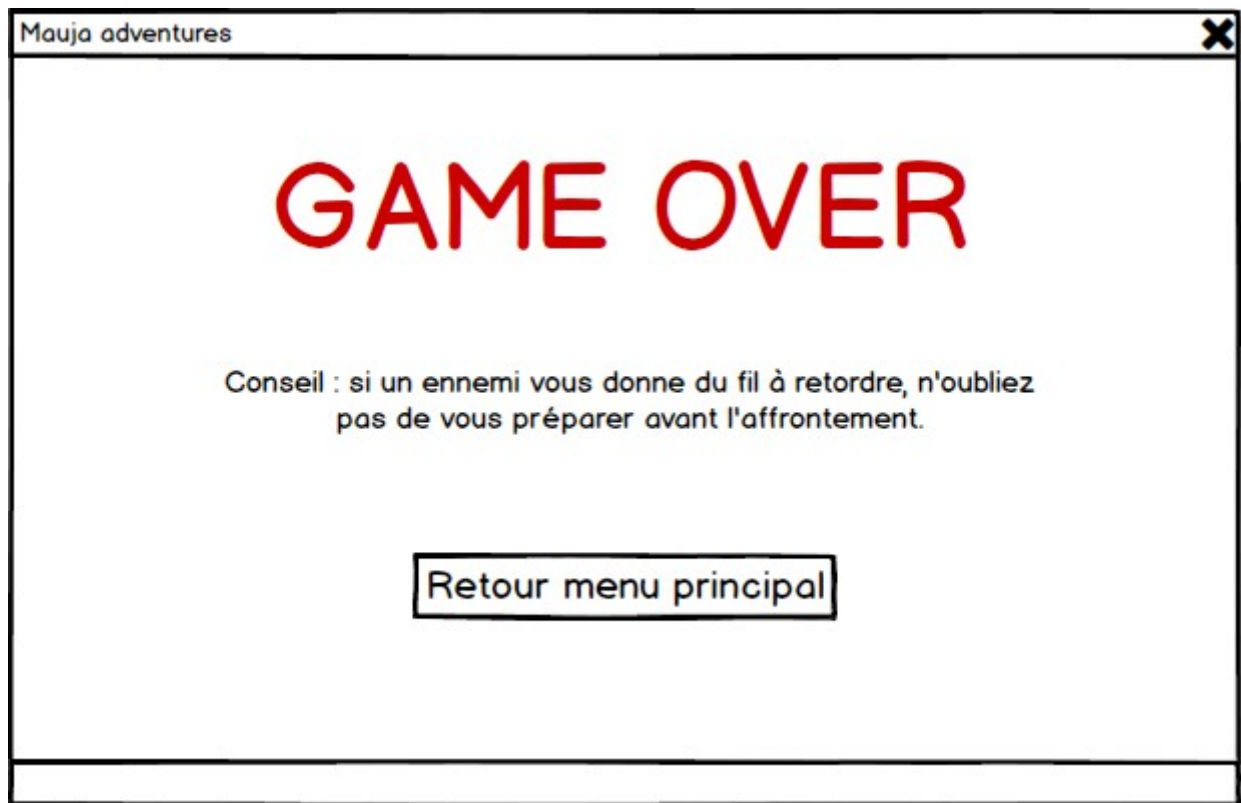 Mauja adventures
GAME OVER
Conseil : si un ennemi vous donne du fil à retordre, n'oubliez
pas de vous préparer avant l'affrontement.
Retour menu principal